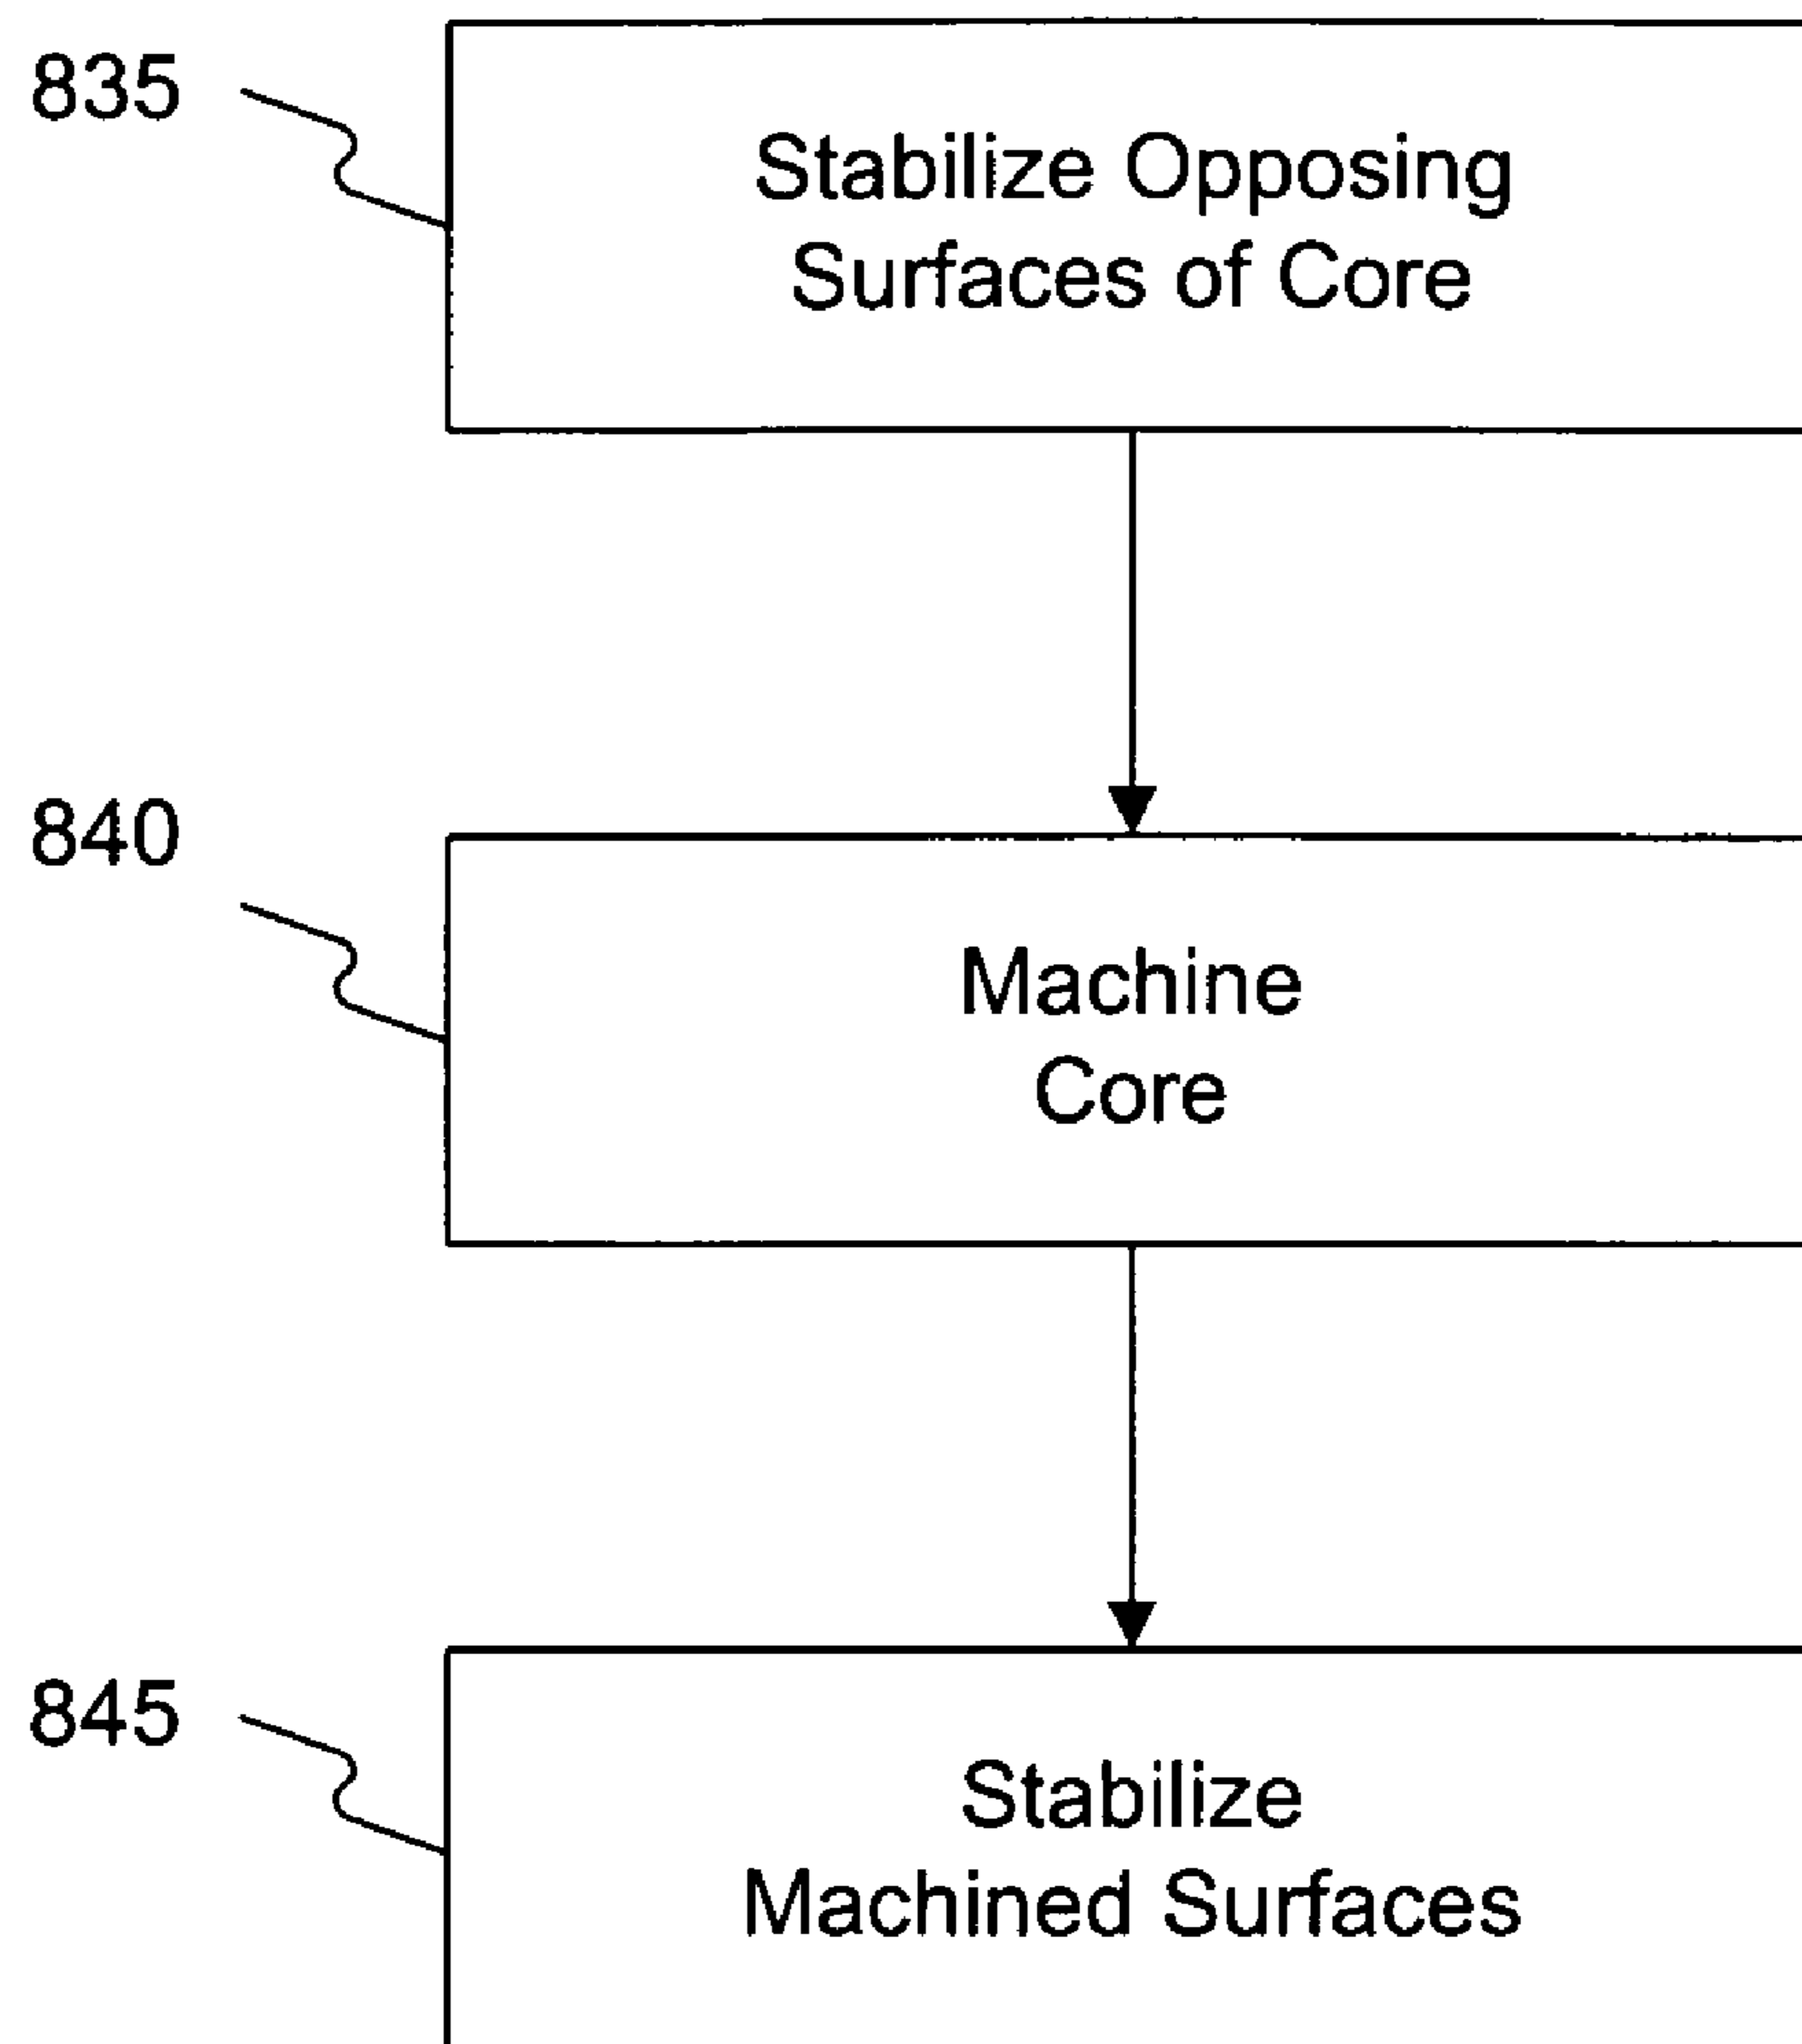 835
Stabilize Opposing
Surfaces of Core
840
Machine
Core
845
Stabilize
Machined Surfaces